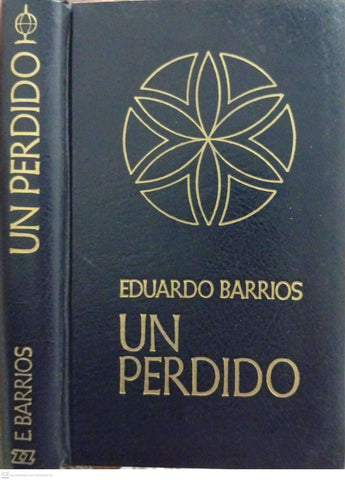 UN PERDIDO
E. BARRIOS
EDUARDO BARRIOS
UN
PERDIDO